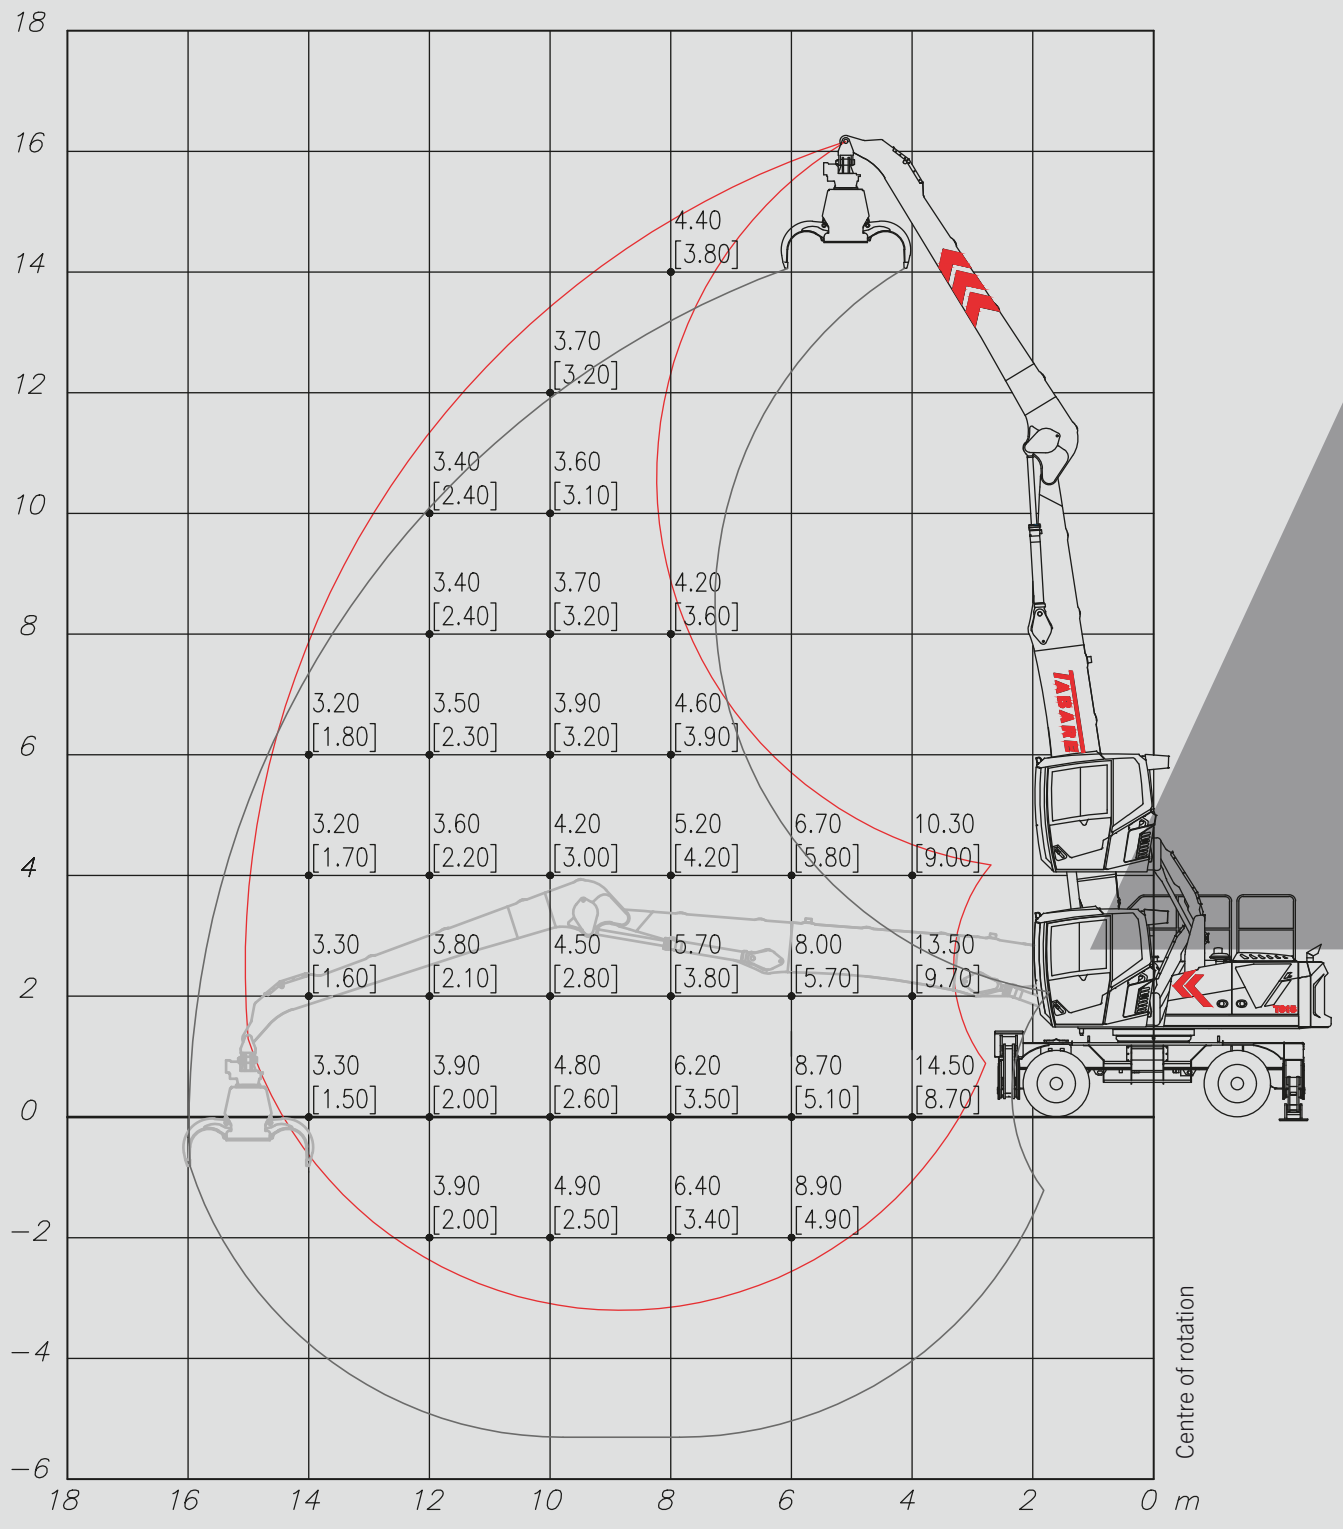 18
16
4.40
[3.80]
14
3.70
[3.20]
12
3.40 3.60
[2.40] [3.10]
10
3.40 3.70 4.20
[2.40] [3.20] [3.60]
8
TABARE
3.20 3.50 3.90 4.60
[1.80] [2.30] [3.20] [3.90]
6
3.20 3.60 4.20 5.20 6.70 10.30
[1.70] [2.20] [3.00] [4.20] [5.80] [9.00]
4
3.30 3.80 4.50 5.70 8.00 13.50
[1.60] [2.10] [2.80] [3.80] [5.70] [9.70]
2
3.30 3.90 4.80 6.20 8.70 14.50
[1.50] [2.00] [2.60] [3.50] [5.10] [8.70]
0
3.90 4.90 6.40 8.90
[2.00] [2.50] [3.40] [4.90]
-2
-4
-6
18 16 14 12 10 8 6 4 2 0 m
Centre of rotation